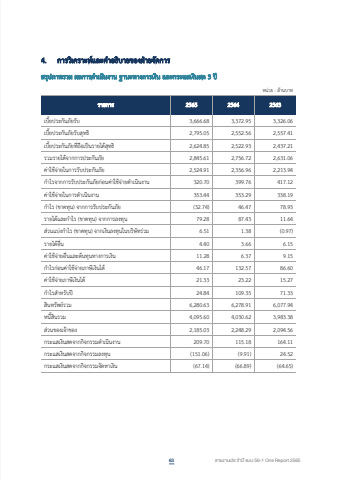 4. การวิเคราะห์และคำอธิบายของฝ่ายจัดการ
สรุปภาพรวม ผลการดำเนินงาน ฐานะทางการเงิน และกระแสเงินสด 3 ปี
หน่วย : ล้านบาท
รายการ 2565 2564 2563
เบี้ยประกันภัยรับ 3,666.68 3,372.95 3,326.06
เบี้ยประกันภัยรับสุทธิ 2,795.05 2,552.56 2,557.41
เบี้ยประกันภัยที่ถือเป็นรายได้สุทธิ 2,624.85 2,522.93 2,437.21
รวมรายได้จากการประกันภัย 2,845.61 2,756.72 2,631.06
ค่าใช้จ่ายในการรับประกันภัย 2,524.91 2,356.96 2,213.94
กำไรจากการรับประกันภัยก่อนค่าใช้จ่ายดำเนินงาน 320.70 399.76 417.12
ค่าใช้จ่ายในการดำเนินงาน 353.44 353.29 338.19
กำไร (ขาดทุน) จากการรับประกันภัย (32.74) 46.47 78.93
รายได้และกำไร (ขาดทุน) จากการลงทุน 79.28 87.43 11.64
ส่วนแบ่งกำไร (ขาดทุน) จากเงินลงทุนในบริษัทร่วม 6.51 1.38 (0.97)
รายได้อื่น 4.40 3.66 6.15
ค่าใช้จ่ายอื่นและต้นทุนทางการเงิน 11.28 6.37 9.15
กำไรก่อนค่าใช้จ่ายภาษีเงินได้ 46.17 132.57 86.60
ค่าใช้จ่ายภาษีเงินได้ 21.33 23.22 15.27
กำไรสำหรับปี 24.84 109.35 71.33
สินทรัพย์รวม 6,280.63 6,278.91 6,077.94
หนี้สินรวม 4,095.60 4,030.62 3,983.38
ส่วนของเจ้าของ 2,185.03 2,248.29 2,094.56
กระแสเงินสดจากกิจกรรมดำเนินงาน 209.70 115.18 164.11
กระแสเงินสดจากกิจกรรมลงทุน (151.06) (9.91) 24.52
กระแสเงินสดจากกิจกรรมจัดหาเงิน (67.14) (66.89) (64.65)
60 รายงานประจำปี แบบ 56-1 One Report 2565